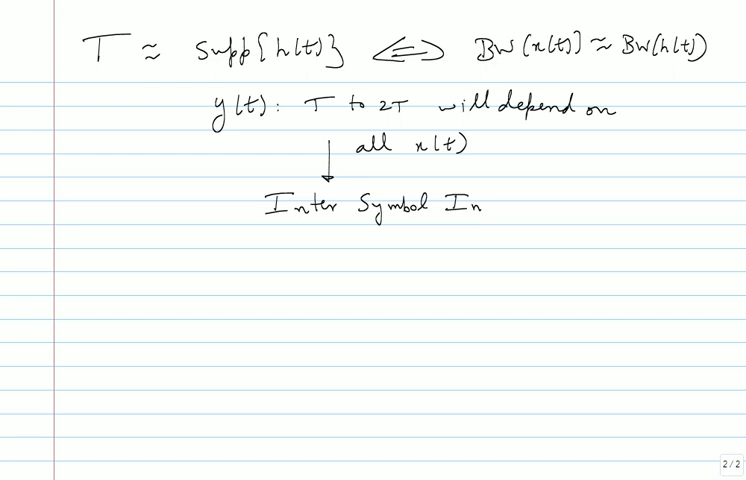 T ≈ Supp{h(t)} ⟺ BW(x(t)) ≈ BW(h(t))
y(t): T to 2T will depend on
all x(t)
↓
Inter Symbol In
2/2